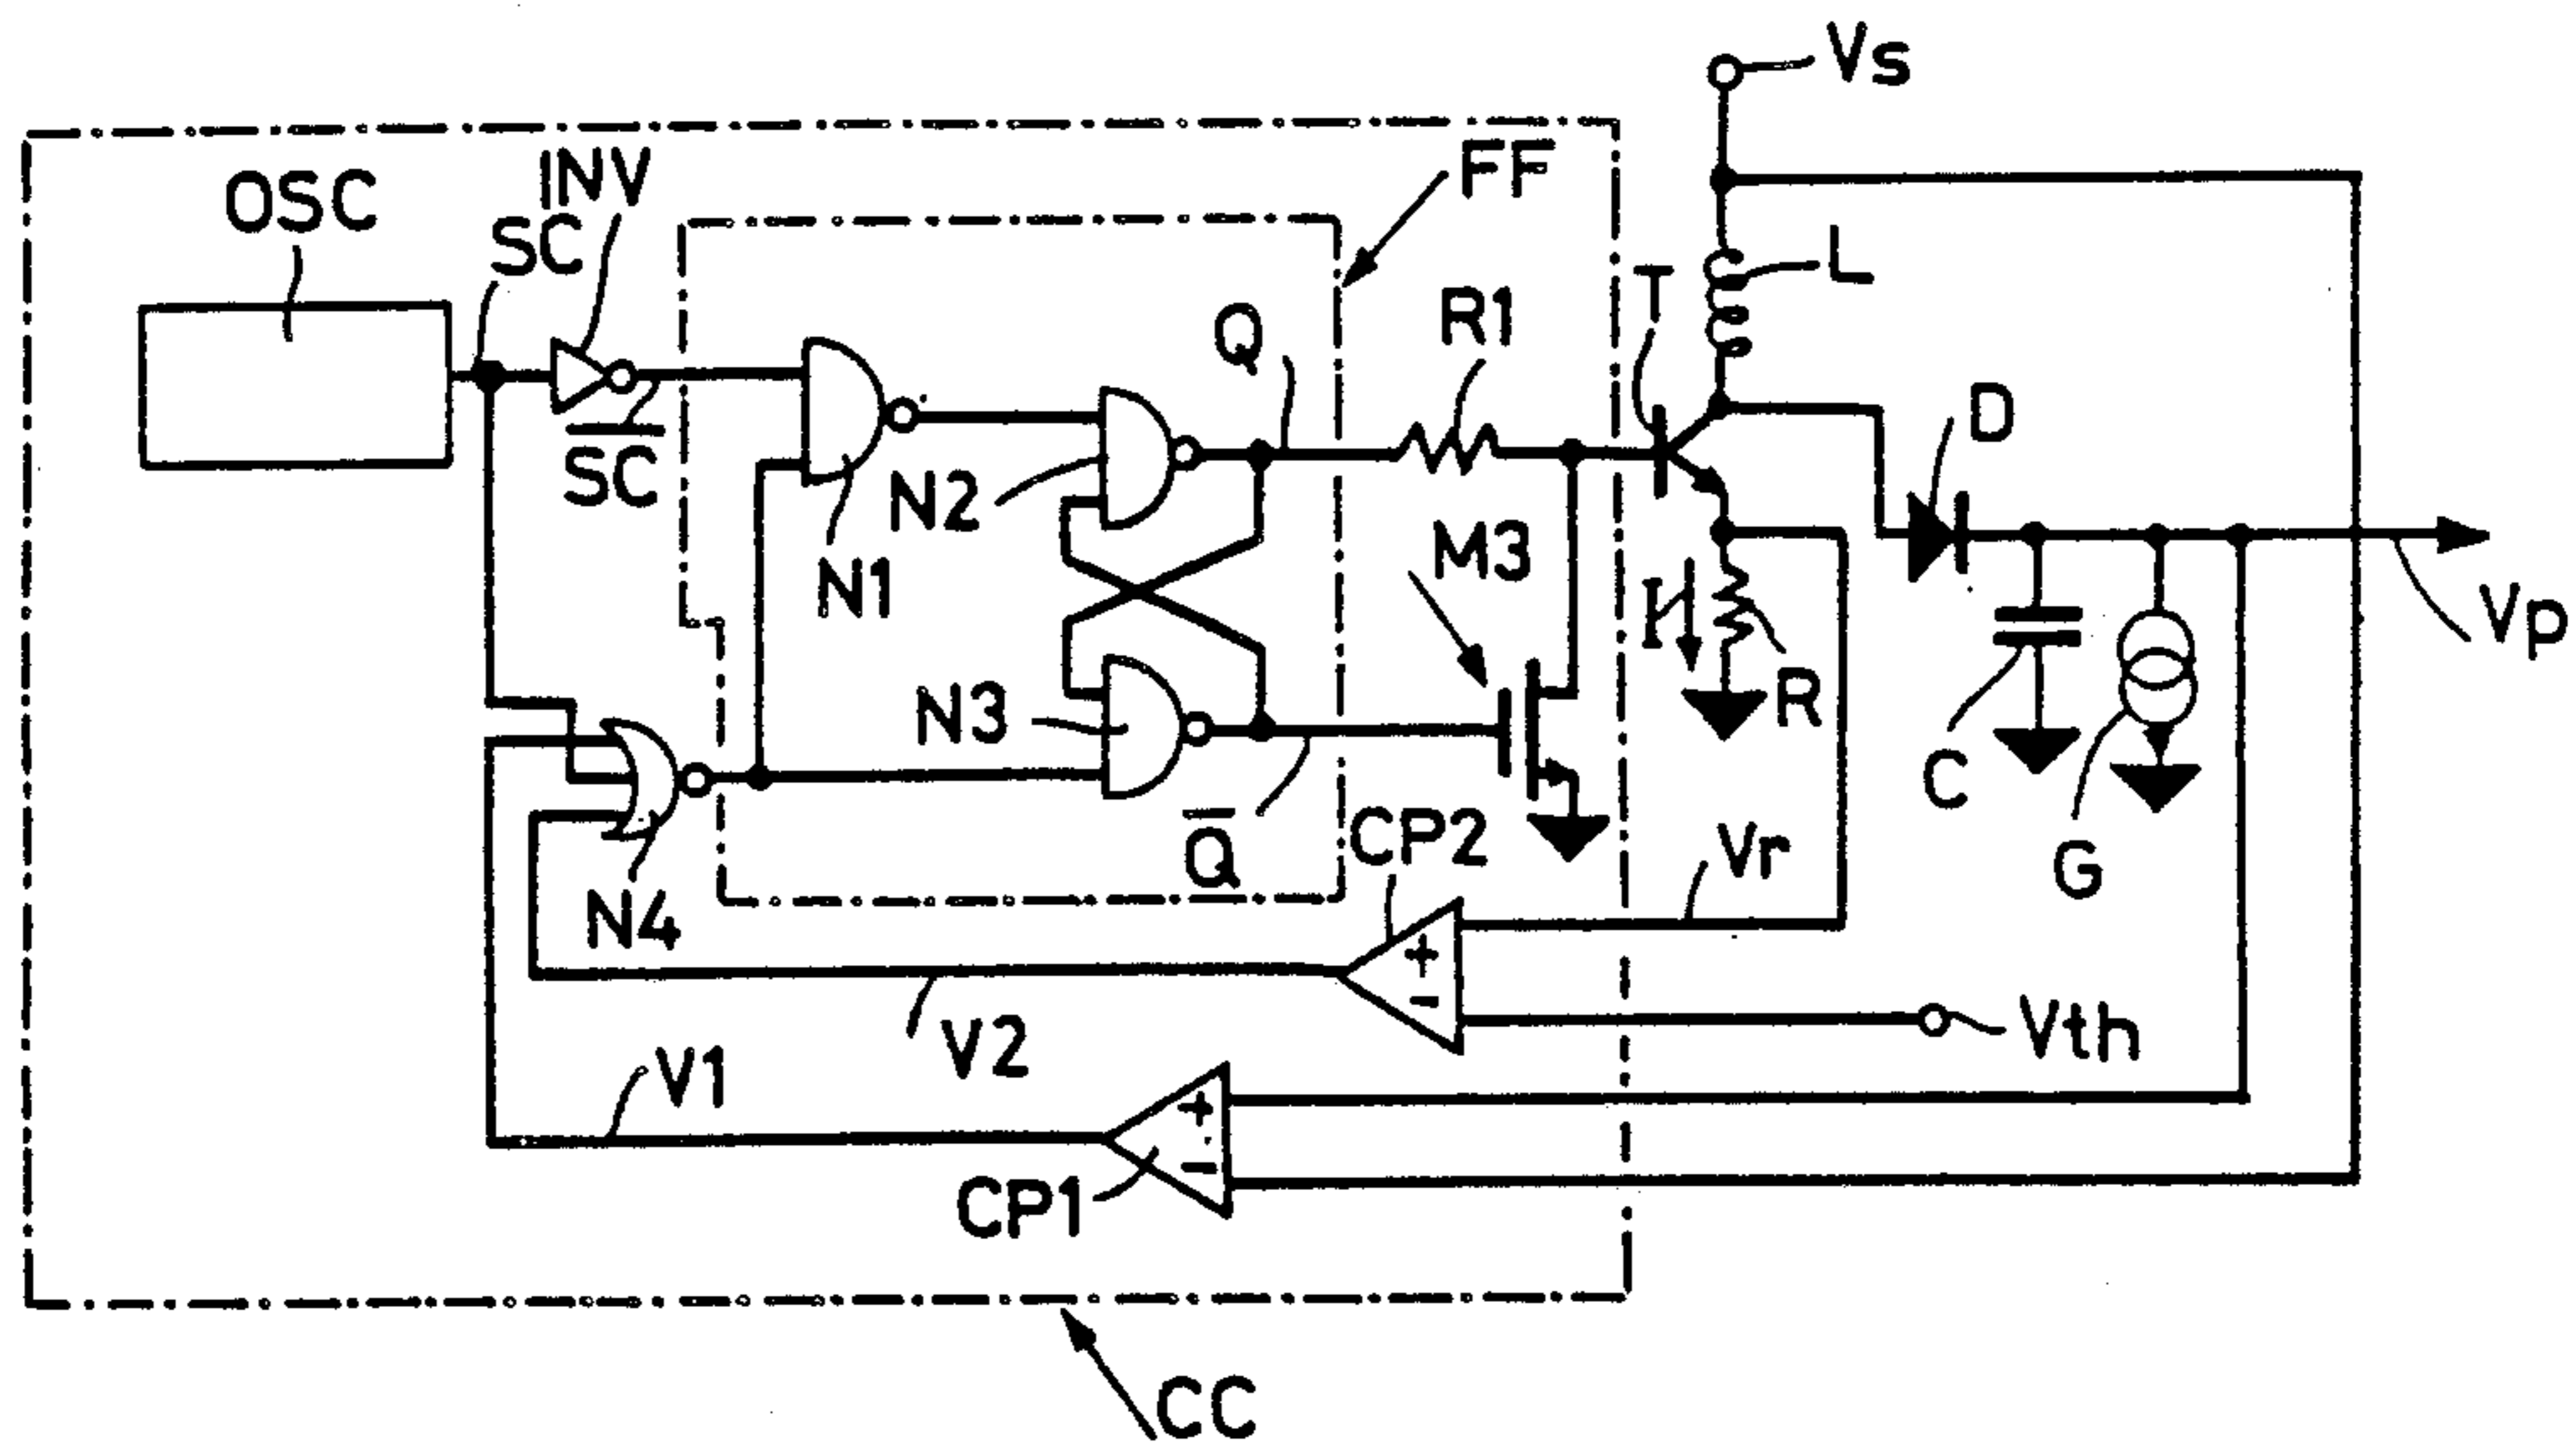 Vs
OSC
INV
SC
FF
L
T
R1
Q
D
S̅C̅
N2
M3
N1
I
Vp
N3
R
C
Q̅
CP2
Vr
G
N4
+
-
V2
Vth
V1
+
-
CP1
CC